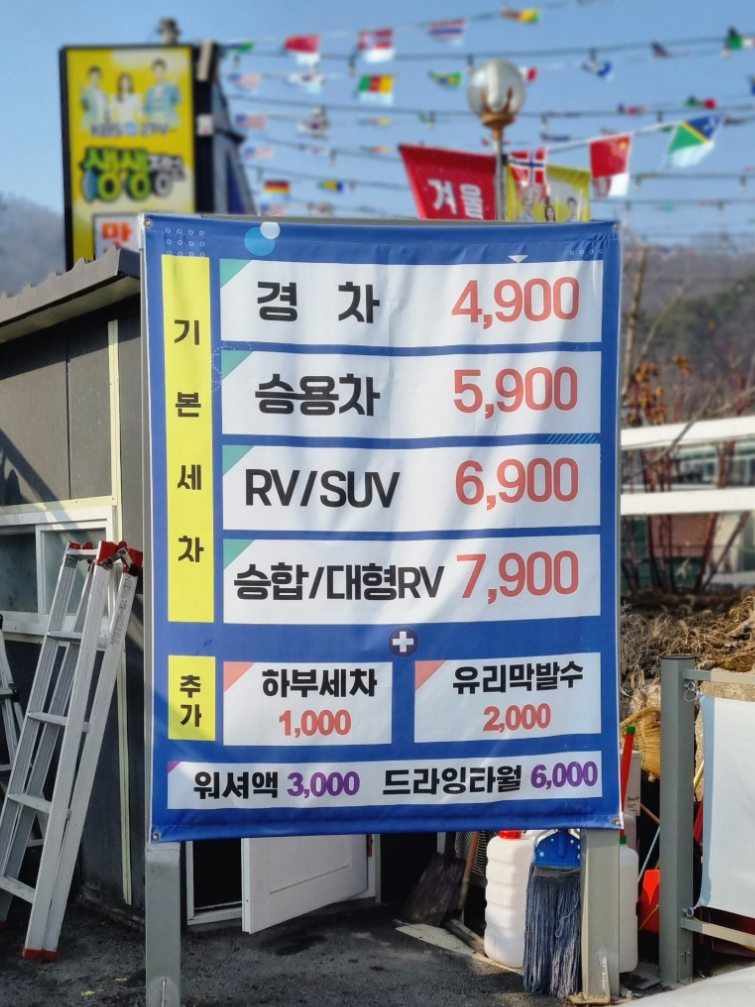 생생
겨울
기본세차
경 차 4,900
승용차 5,900
RV/SUV 6,900
승합/대형RV 7,900
+
추가
하부세차 1,000
유리막발수 2,000
워셔액 3,000 드라잉타월 6,000